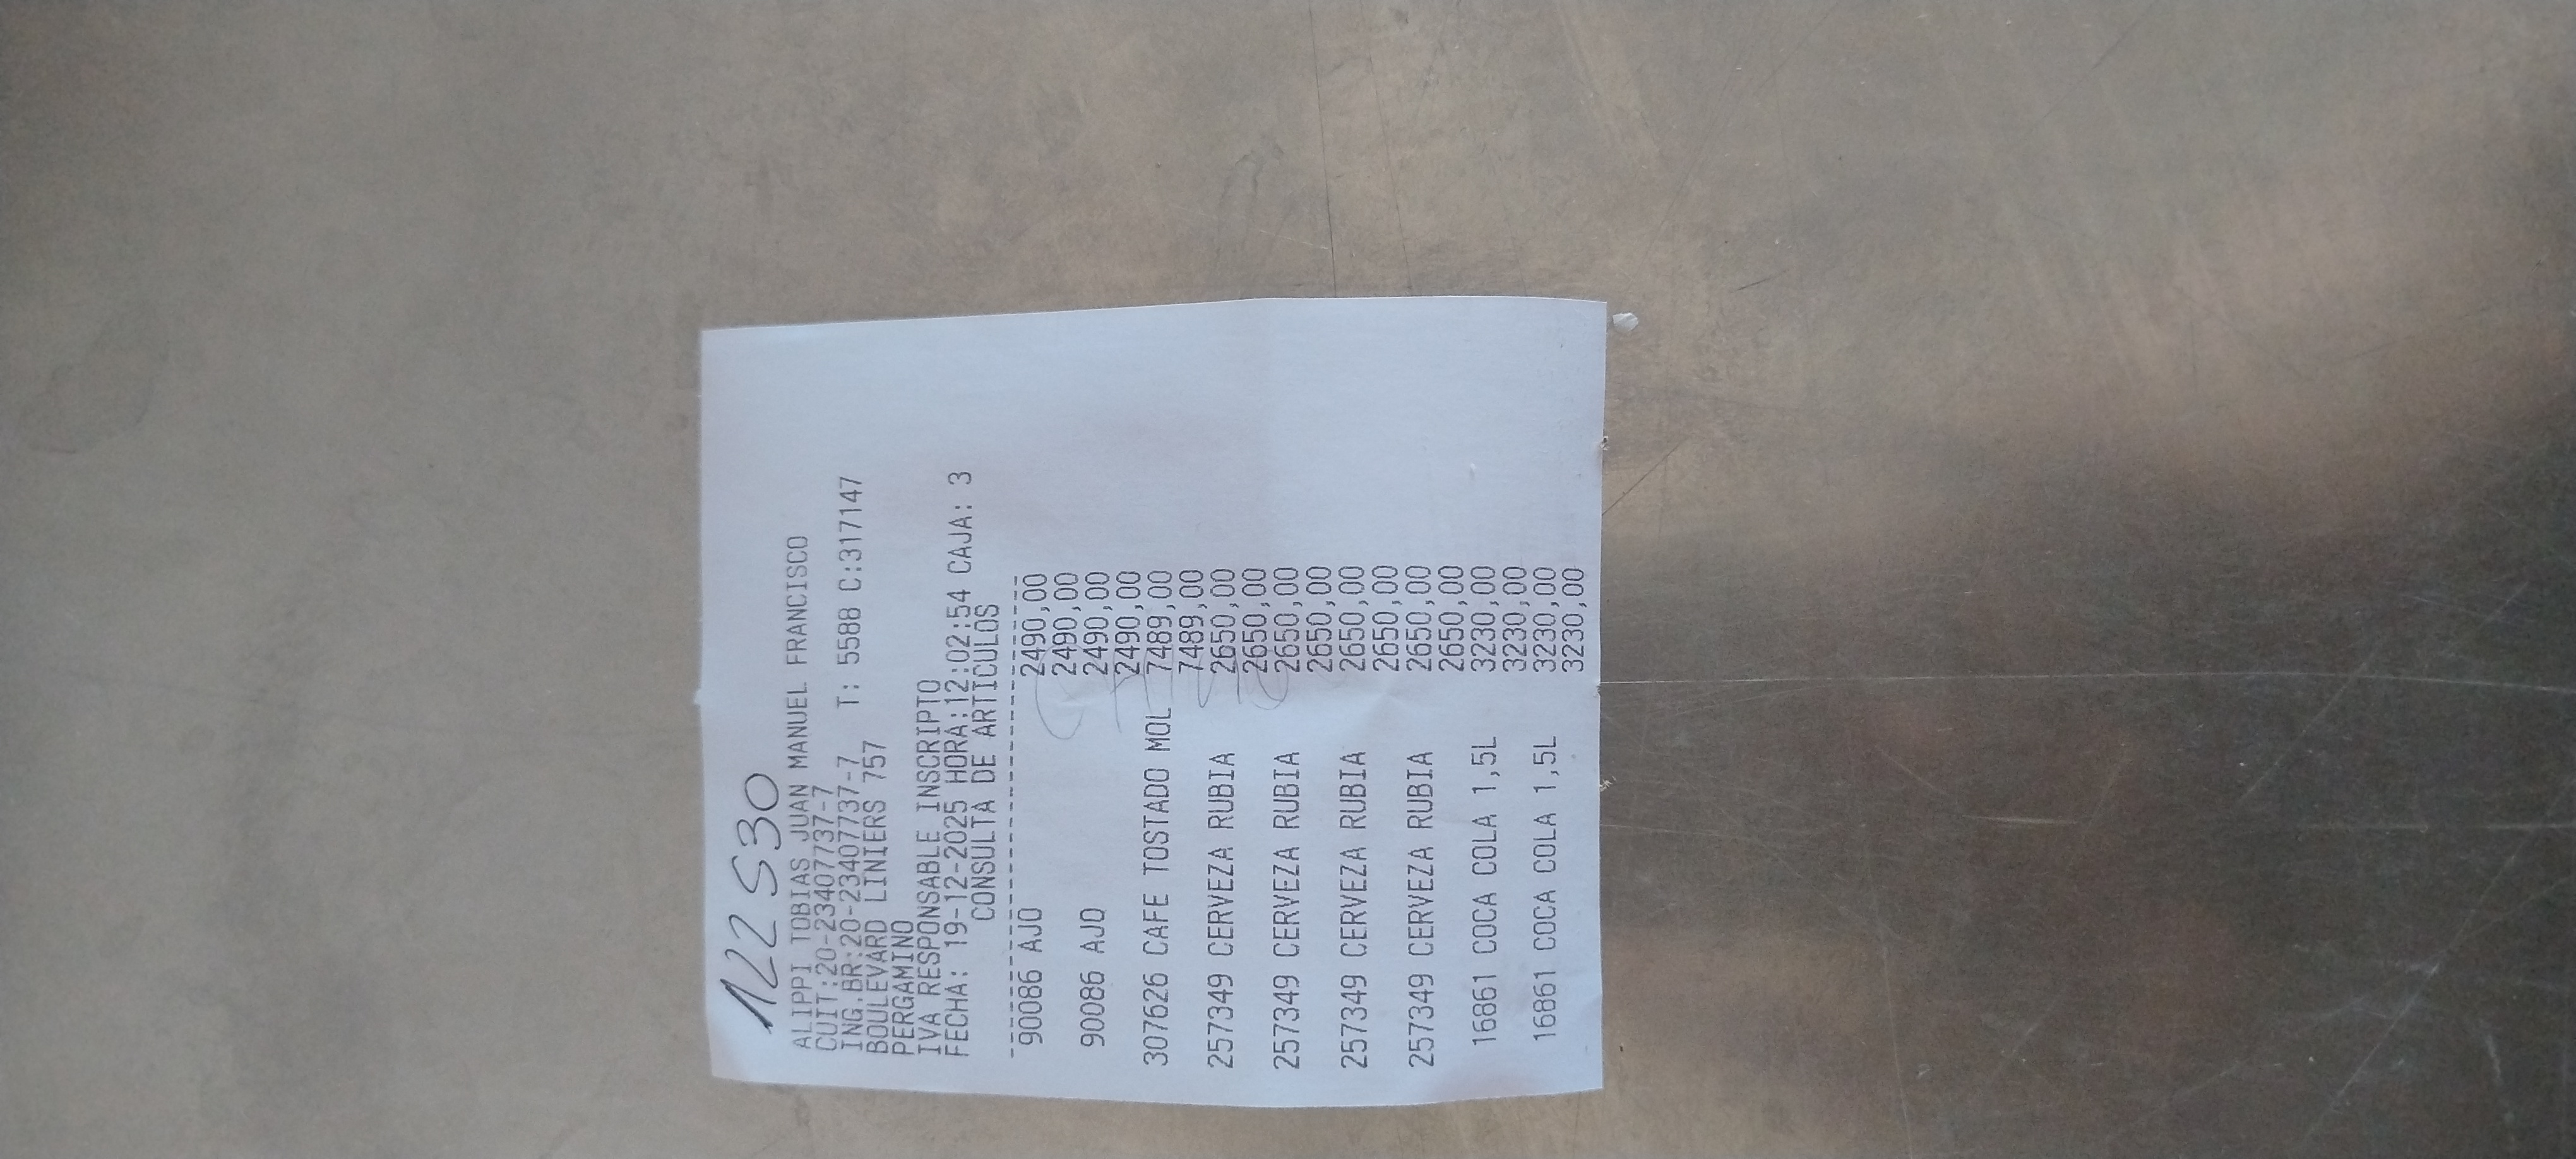 122530
ALIPPI TOBIAS JUAN MANUEL FRANCISCO
CUIT:20-23407737-7
ING.BR:20-23407737-7 T: 5588 C:317147
BOULEVARD LINIERS 757
PERGAMINO
IVA RESPONSABLE INSCRIPTO
FECHA: 19-12-2025 HORA:12:02:54 CAJA: 3
CONSULTA DE ARTICULOS
90086 AJO 2490,00
2490,00
90086 AJO 2490,00
2490,00
307626 CAFE TOSTADO MOL 7489,00
7489,00
257349 CERVEZA RUBIA 2650,00
2650,00
257349 CERVEZA RUBIA 2650,00
2650,00
257349 CERVEZA RUBIA 2650,00
2650,00
257349 CERVEZA RUBIA 2650,00
2650,00
16861 COCA COLA 1,5L 3230,00
3230,00
16861 COCA COLA 1,5L 3230,00
3230,00